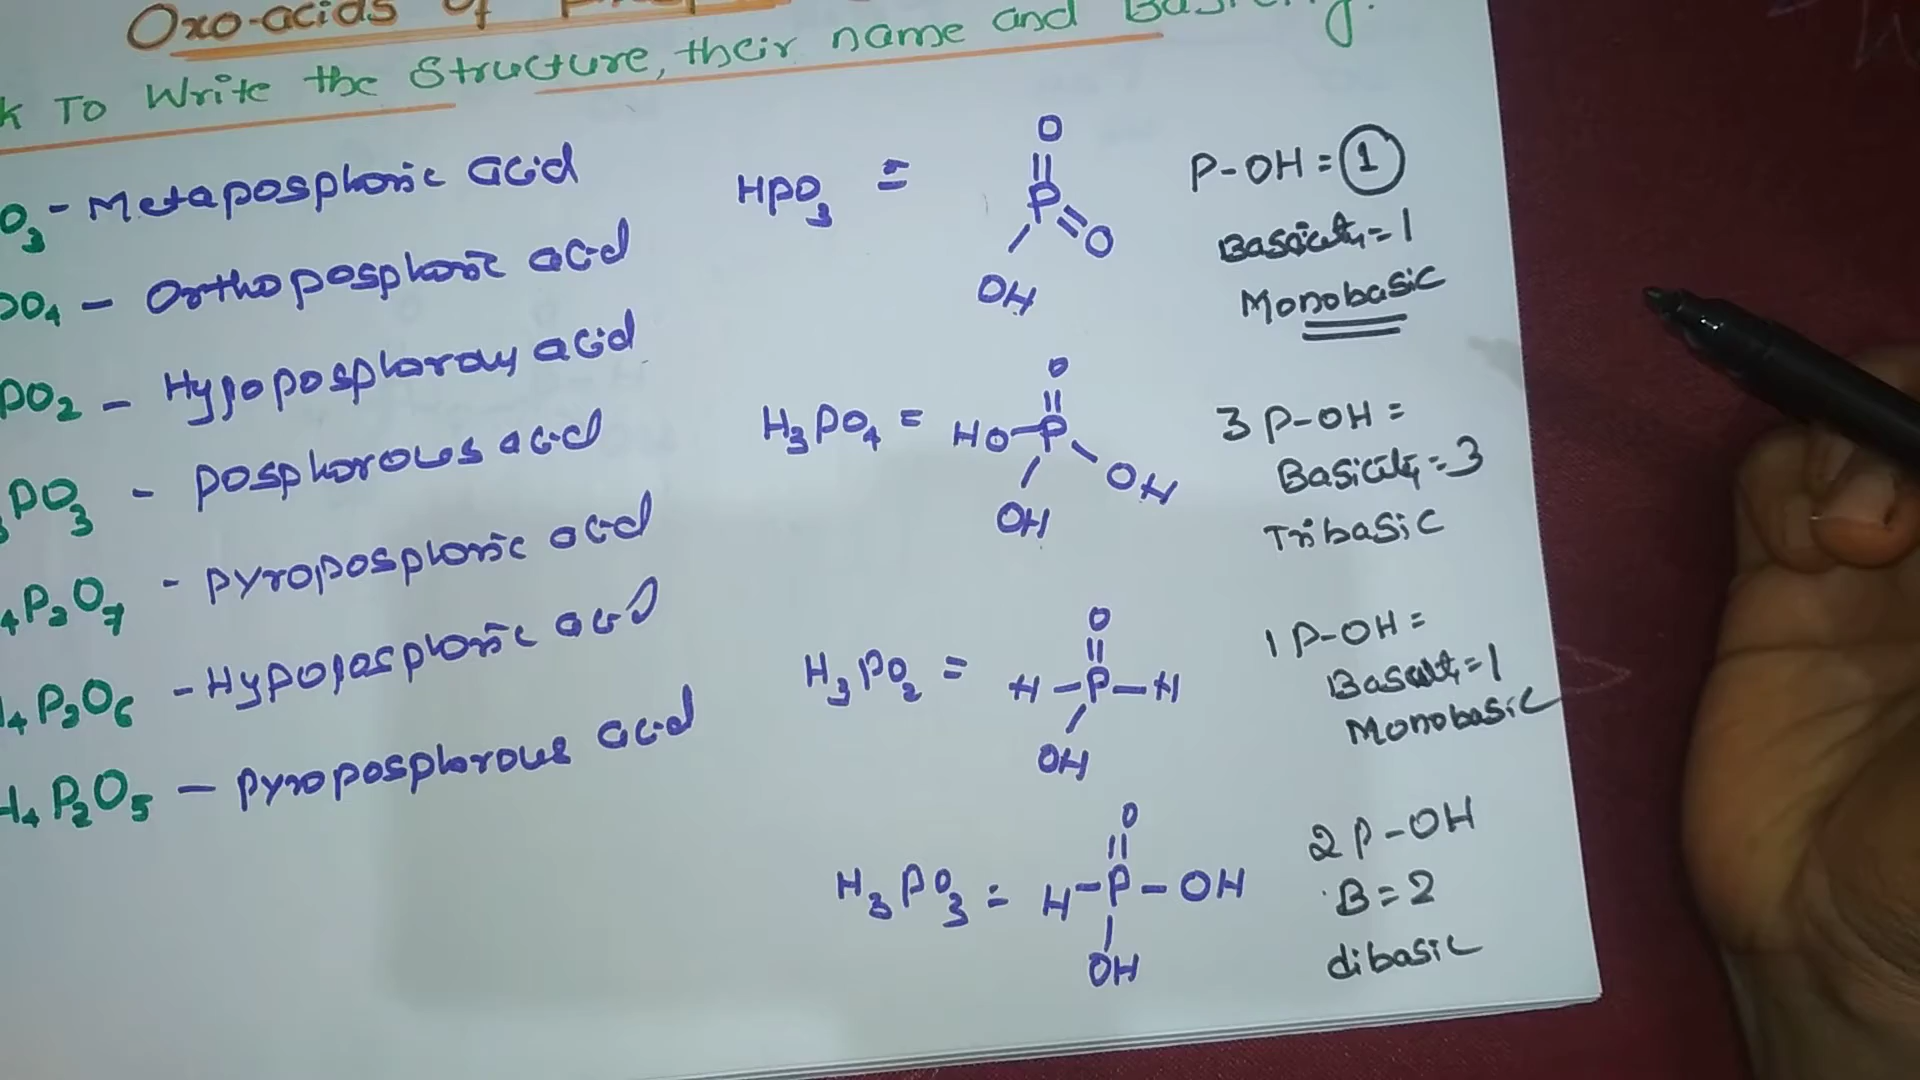 Oxo-acids of
k To Write the Structure, their name and Basicity.
O3 - Metaposphoric acid
PO4 - Orthoposphoric acid
PO2 - Hypoposphorous acid
3PO3 - posphorous acid
4P2O7 - pyroposphoric acid
H4P2O6 - Hypoposphoric acid
H4P2O5 - pyroposphorous acid
HPO3 =
O
P
O
OH
P-OH = 1
Basicity = 1
Monobasic
H3PO4 =
O
HO-P
OH
OH
3 P-OH =
Basicity = 3
Tribasic
H3PO2 =
O
H-P-H
OH
1 P-OH =
Basicity = 1
Monobasic
H3PO3 =
O
H-P-OH
OH
2 P-OH
B = 2
dibasic